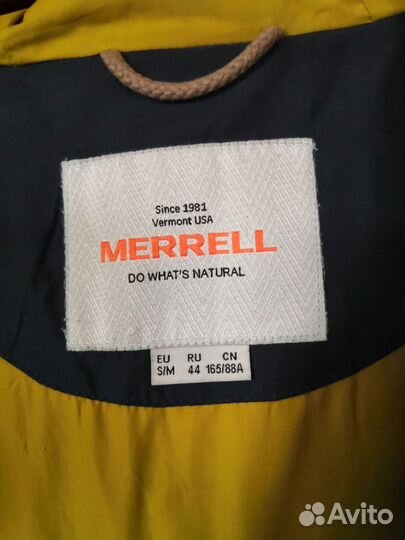 Since 1981
Vermont USA
MERRELL
DO WHAT'S NATURAL
EU RU CN
S/M 44 165/88A
Avito